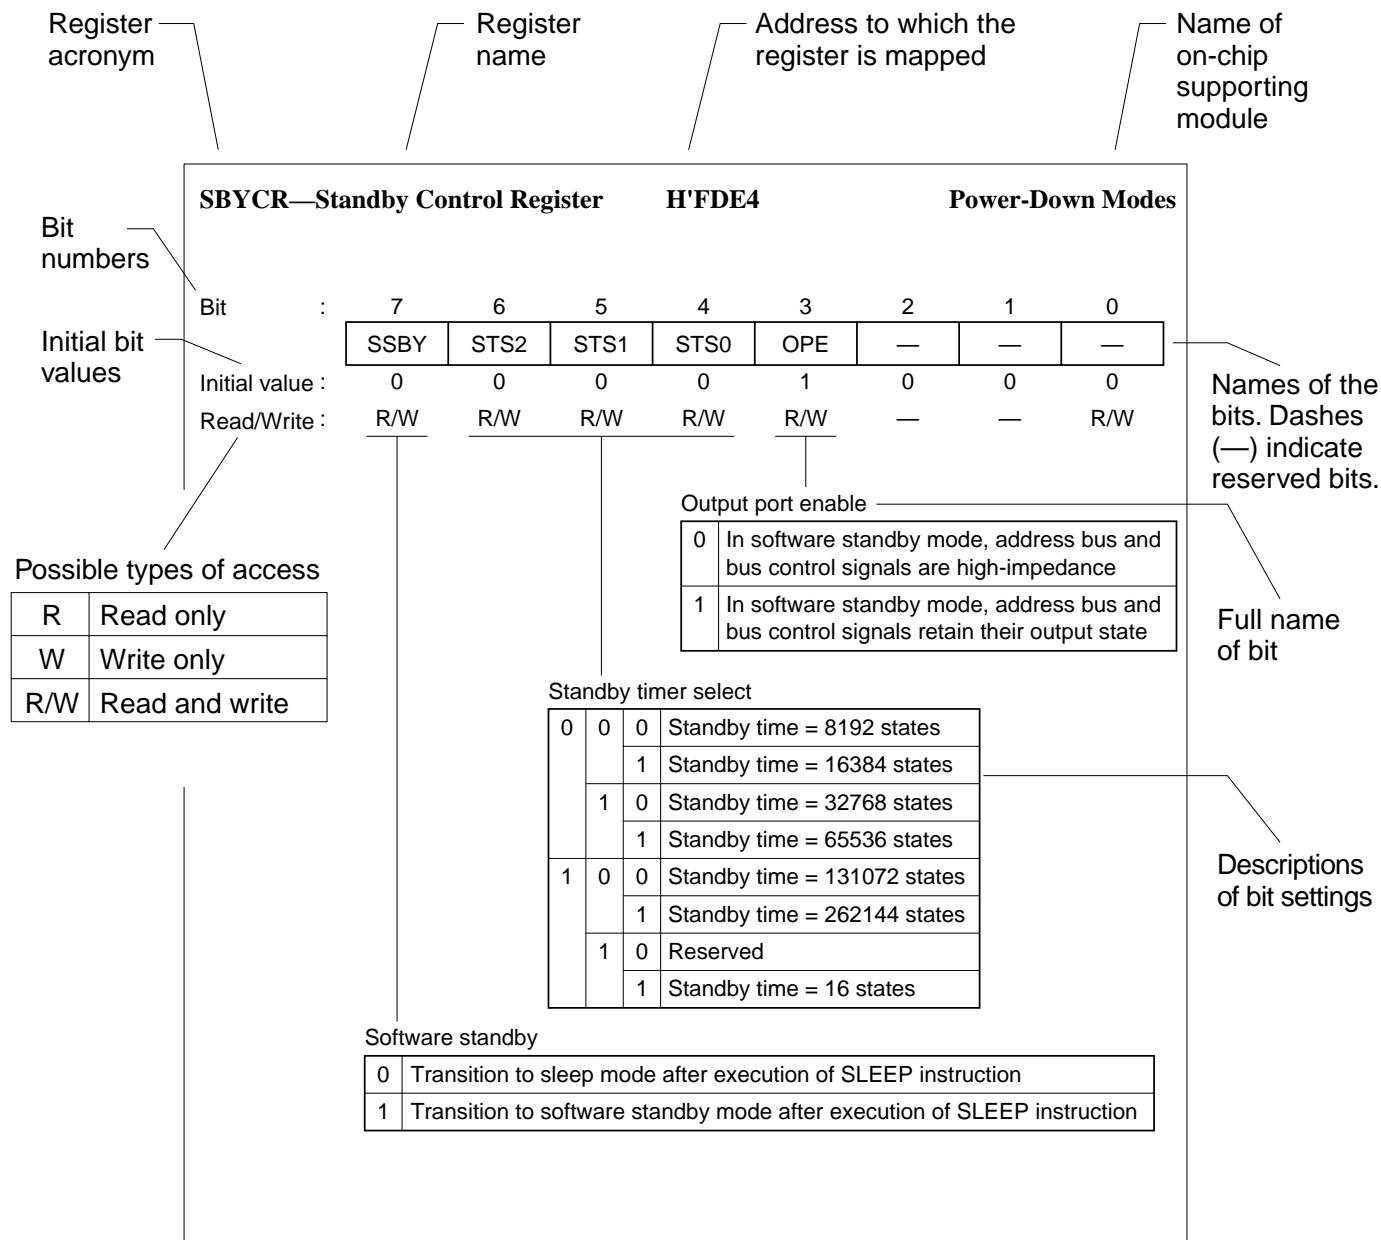 Register
acronym
Register
name
Address to which the
register is mapped
Name of
on-chip
supporting
module
SBYCR—Standby Control Register H'FDE4 Power-Down Modes
Bit
numbers
Bit : 7 6 5 4 3 2 1 0
SSBY STS2 STS1 STS0 OPE — — —
Initial bit
values
Initial value : 0 0 0 0 1 0 0 0
Read/Write : R/W R/W R/W R/W R/W — — R/W
Names of the
bits. Dashes
(—) indicate
reserved bits.
Output port enable
0 In software standby mode, address bus and
bus control signals are high-impedance
1 In software standby mode, address bus and
bus control signals retain their output state
Full name
of bit
Possible types of access
R Read only
W Write only
R/W Read and write
Standby timer select
0 0 0 Standby time = 8192 states
1 Standby time = 16384 states
1 0 Standby time = 32768 states
1 Standby time = 65536 states
1 0 0 Standby time = 131072 states
1 Standby time = 262144 states
1 0 Reserved
1 Standby time = 16 states
Descriptions
of bit settings
Software standby
0 Transition to sleep mode after execution of SLEEP instruction
1 Transition to software standby mode after execution of SLEEP instruction